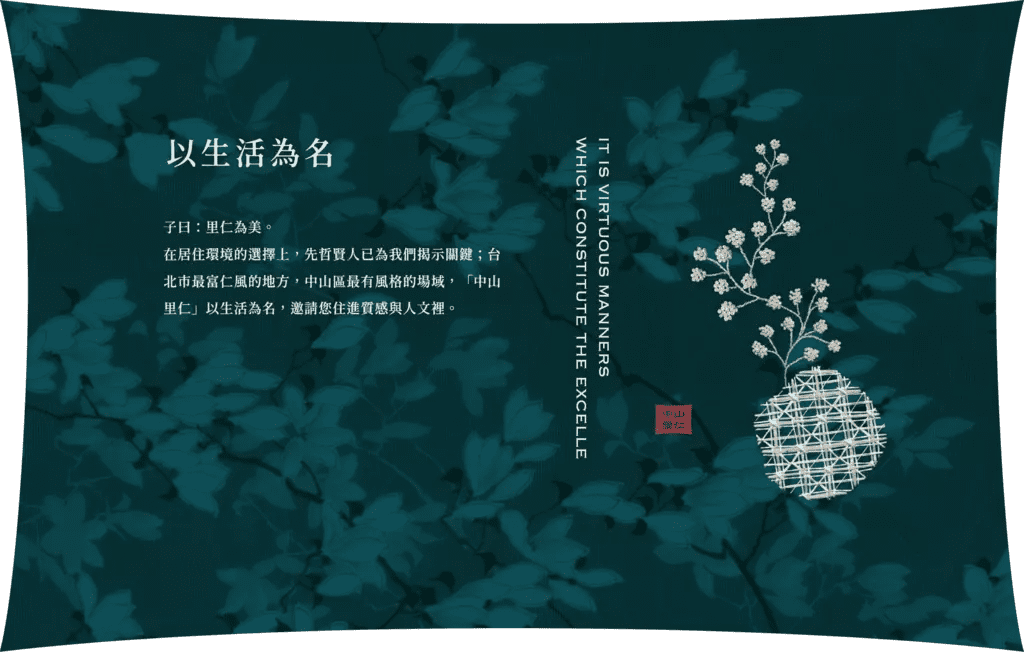 以生活為名
子曰：里仁為美。
在居住環境的選擇上，先哲賢人已為我們揭示關鍵；台
北市最富仁風的地方，中山區最有風格的場域，「中山
里仁」以生活為名，邀請您住進質感與人文裡。
IT IS VIRTUOUS MANNERS
WHICH CONSTITUTE THE EXCELLE
中山